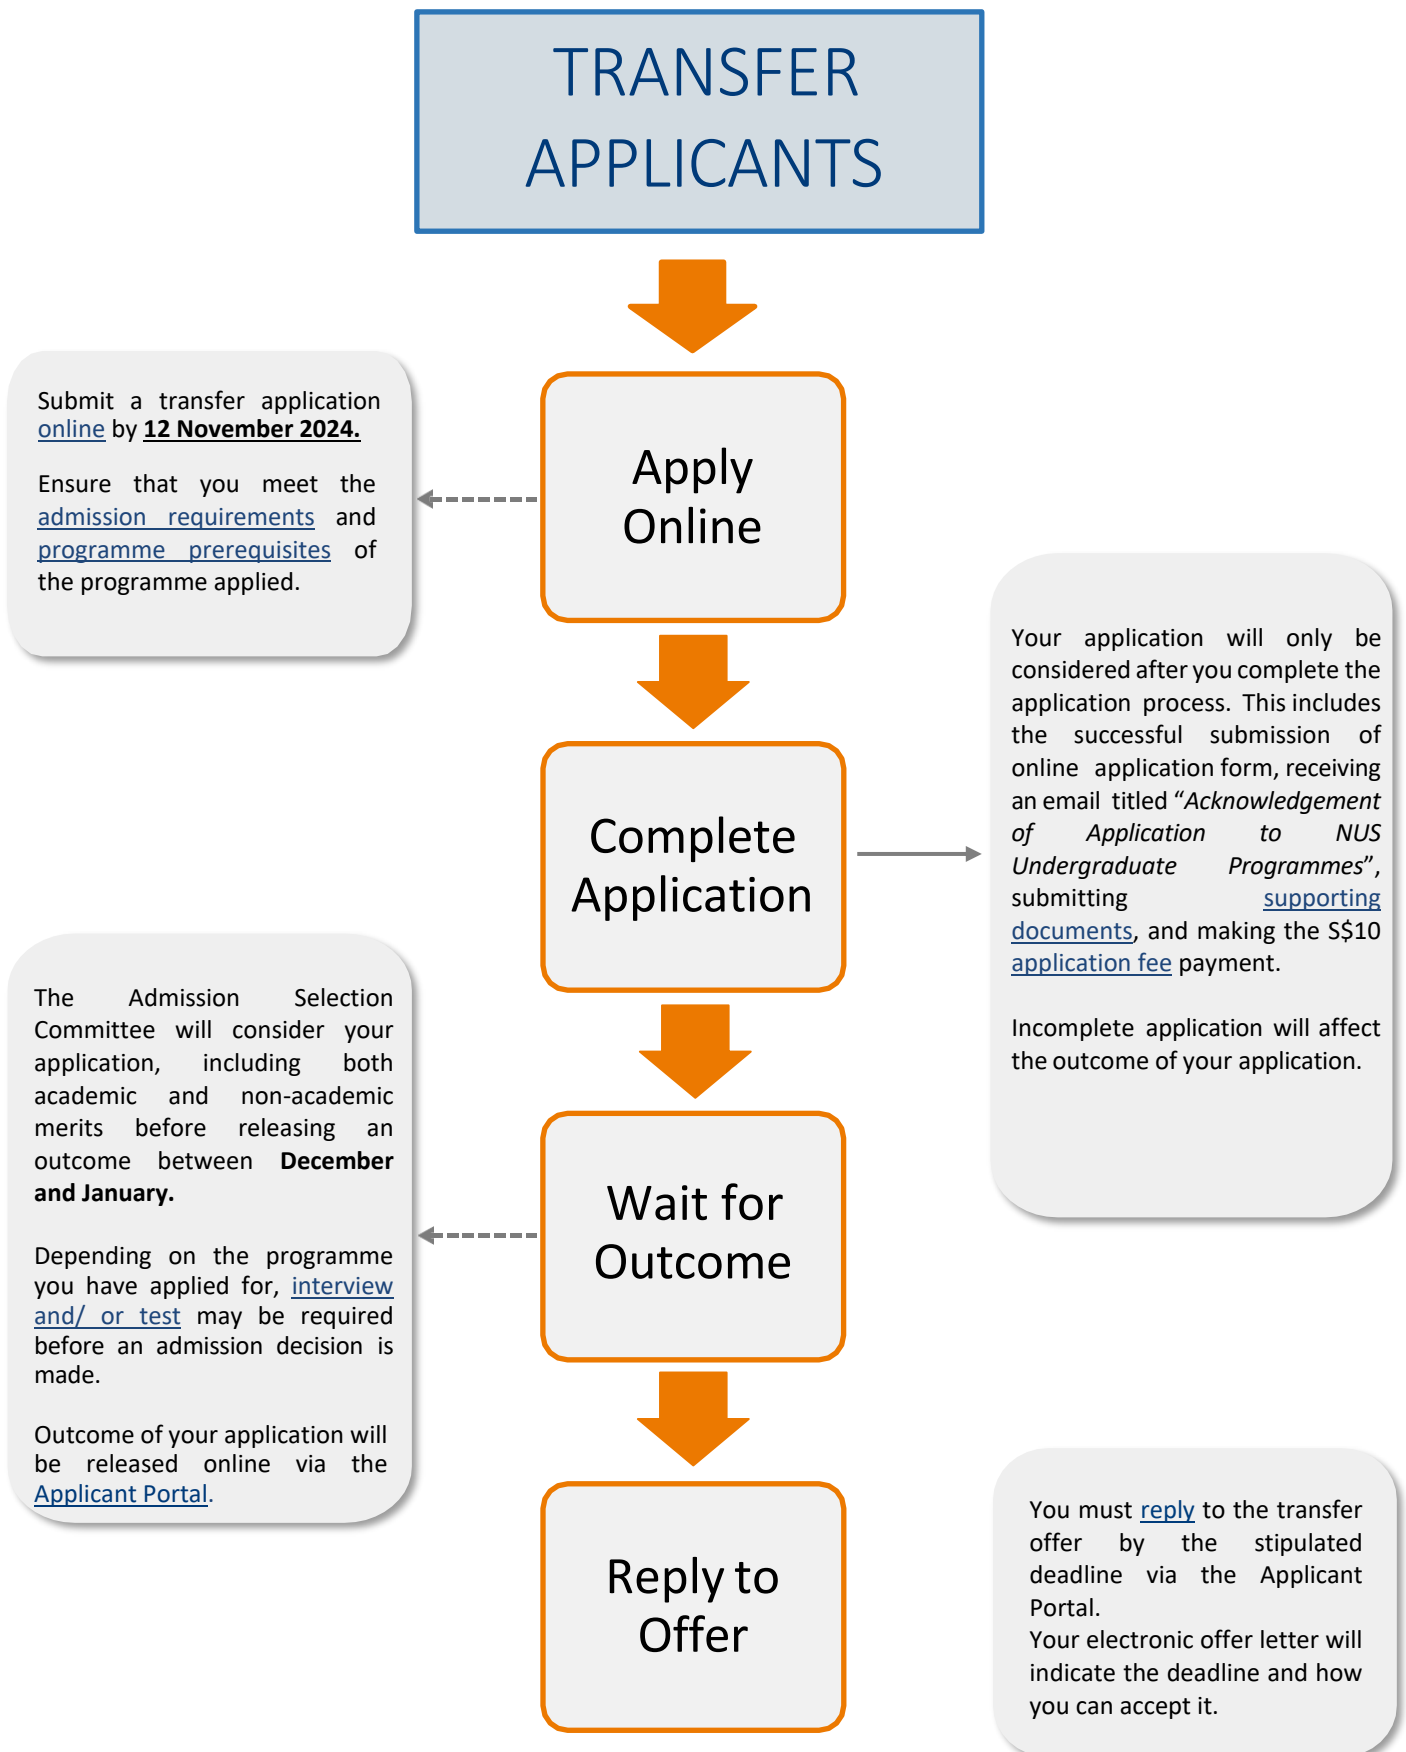 TRANSFER
APPLICANTS
Apply
Online
Submit a transfer application
online by 12 November 2024.
Ensure that you meet the
admission requirements and
programme prerequisites of
the programme applied.
Complete
Application
Your application will only be
considered after you complete the
application process. This includes
the successful submission of
online application form, receiving
an email titled “Acknowledgement
of Application to NUS
Undergraduate Programmes”,
submitting supporting
documents, and making the S$10
application fee payment.
Incomplete application will affect
the outcome of your application.
Wait for
Outcome
The Admission Selection
Committee will consider your
application, including both
academic and non-academic
merits before releasing an
outcome between December
and January.
Depending on the programme
you have applied for, interview
and/ or test may be required
before an admission decision is
made.
Outcome of your application will
be released online via the
Applicant Portal.
Reply to
Offer
You must reply to the transfer
offer by the stipulated
deadline via the Applicant
Portal.
Your electronic offer letter will
indicate the deadline and how
you can accept it.